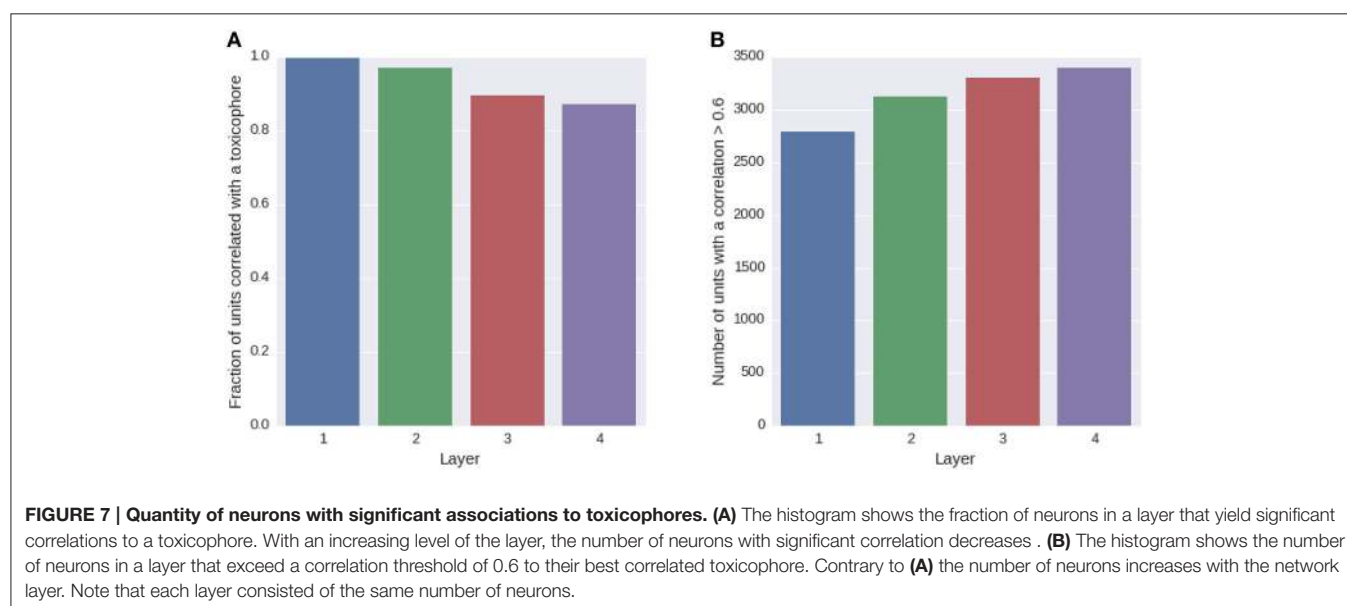 A
B
Fraction of units correlated with a toxicophore
1.0
0.8
0.6
0.4
0.2
0.0
1 2 3 4
Layer
Number of units with a correlation > 0.6
3500
3000
2500
2000
1500
1000
500
0
1 2 3 4
Layer
FIGURE 7 | Quantity of neurons with significant associations to toxicophores. (A) The histogram shows the fraction of neurons in a layer that yield significant
correlations to a toxicophore. With an increasing level of the layer, the number of neurons with significant correlation decreases . (B) The histogram shows the number
of neurons in a layer that exceed a correlation threshold of 0.6 to their best correlated toxicophore. Contrary to (A) the number of neurons increases with the network
layer. Note that each layer consisted of the same number of neurons.